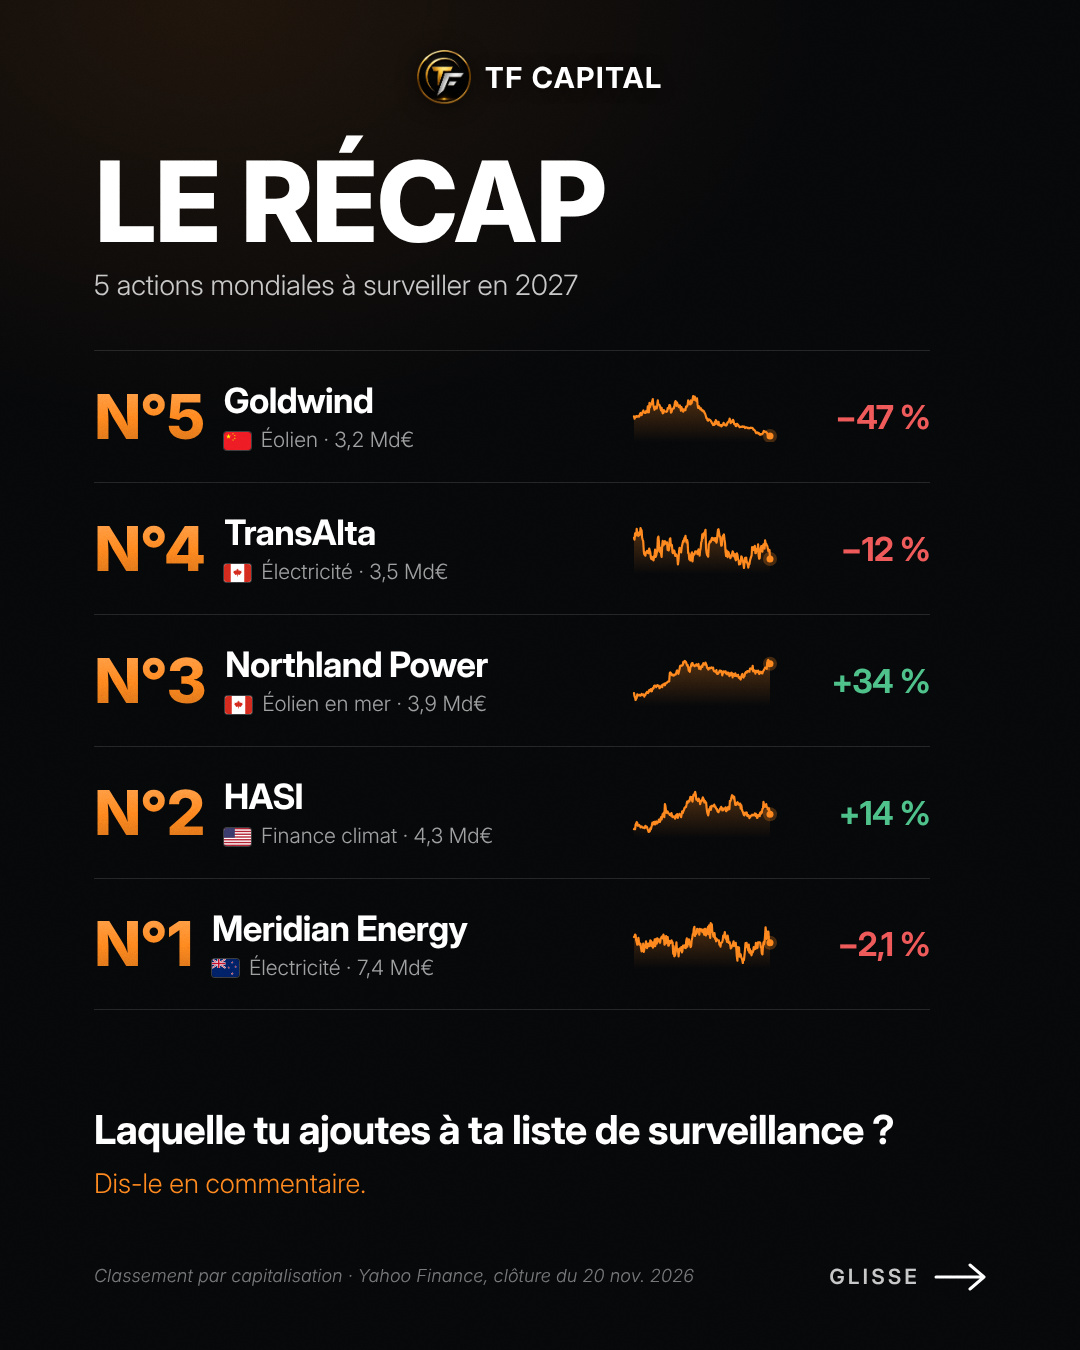 TF CAPITAL
LE RÉCAP
5 actions mondiales à surveiller en 2027
N°5 Goldwind
Éolien · 3,2 Md€
−47 %
N°4 TransAlta
Électricité · 3,5 Md€
−12 %
N°3 Northland Power
Éolien en mer · 3,9 Md€
+34 %
N°2 HASI
Finance climat · 4,3 Md€
+14 %
N°1 Meridian Energy
Électricité · 7,4 Md€
−2,1 %
Laquelle tu ajoutes à ta liste de surveillance ?
Dis-le en commentaire.
Classement par capitalisation · Yahoo Finance, clôture du 20 nov. 2026
GLISSE